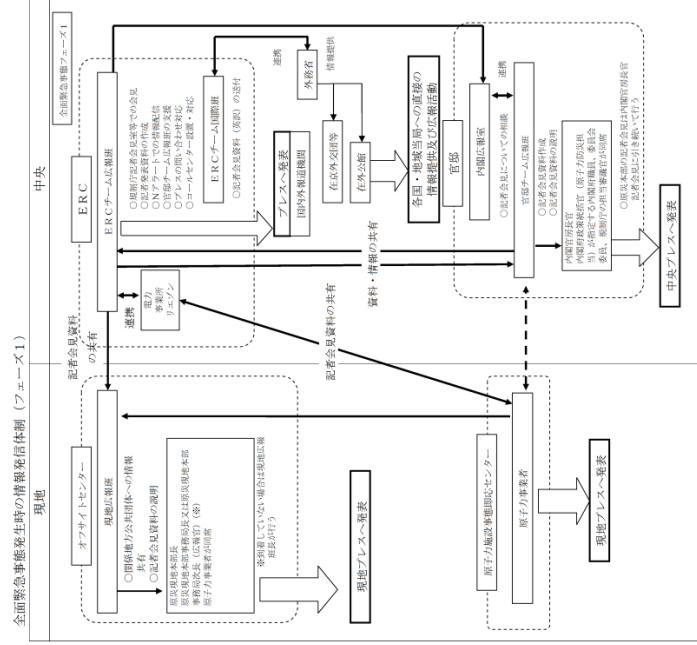 全面緊急事態発生時の情報発信体制（フェーズ1）
現地
中央
全面緊急事態フェーズ1
オフサイトセンター
現地広報班
○関係地方公共団体への情報
共有
○記者会見資料の説明
原災現地本部長
原災現地本部事務局長又は原災現地本部
事務局次長（広報官）（※）
原子力事業者が同席
※到着していない場合は現地広報
班長が行う
現地プレスへ発表
原子力施設事態即応センター
原子力事業者
現地プレスへ発表
記者会見資料
の共有
記者会見資料の共有
資料・情報の共有
ERC
ERCチーム広報班
○規制庁記者会見室等での会見
○記者発表資料の作成
○Nアラートでの情報配信
○官邸チーム広報班の支援
○プレスの問い合わせ対応
○コールセンター設置・対応
連携
電力
事業所
リエゾン
ERCチーム国際班
○記者会見資料（英訳）の送付
プレスへ発表
国内外報道機関
連携
外務省
情報提供
在京外交団等
在外公館
各国・地域当局への直接の
情報提供及び広報活動
官邸
内閣広報室
○記者会見についての相談
連携
官邸チーム広報班
○記者会見資料作成
○記者会見資料の説明
内閣官房長官
内閣府政策統括官（原子力防災担
当）が指定する内閣府職員、委員会
委員、規制庁の担当審議官が同席
○原災本部の記者会見は内閣官房長官
記者会見に引き続いて行う
中央プレスへ発表